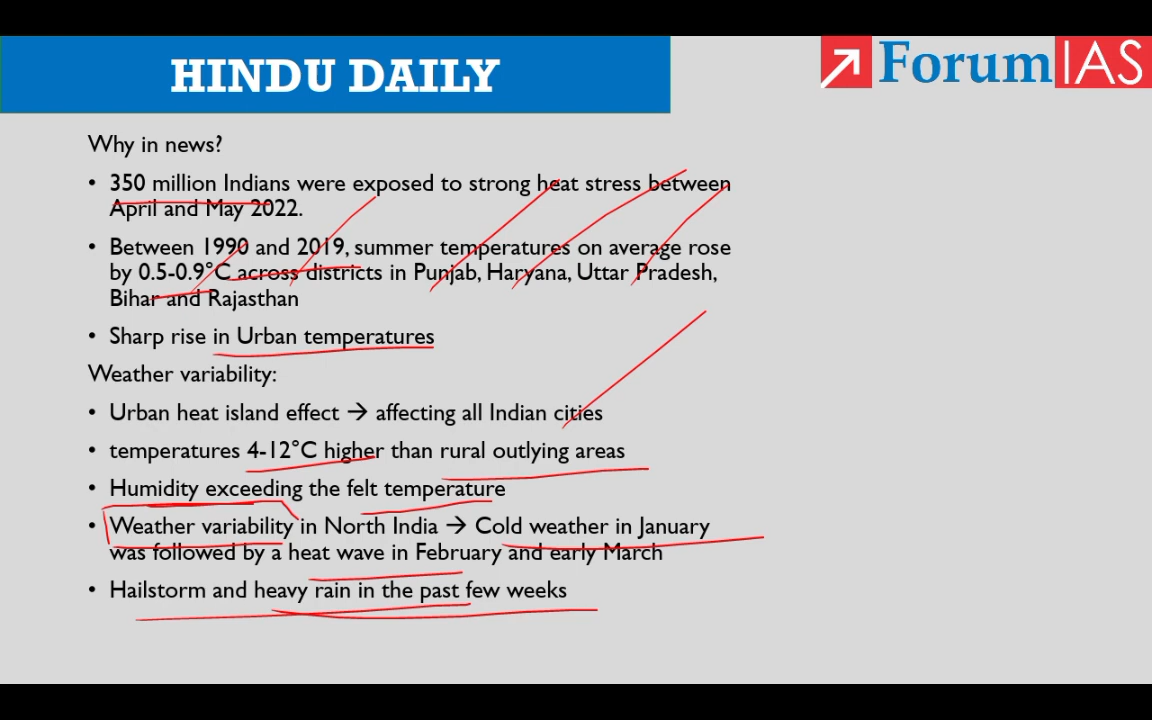 HINDU DAILY
ForumIAS
Why in news?
• 350 million Indians were exposed to strong heat stress between
April and May 2022.
• Between 1990 and 2019, summer temperatures on average rose
by 0.5-0.9°C across districts in Punjab, Haryana, Uttar Pradesh,
Bihar and Rajasthan
• Sharp rise in Urban temperatures
Weather variability:
• Urban heat island effect → affecting all Indian cities
• temperatures 4-12°C higher than rural outlying areas
• Humidity exceeding the felt temperature
• Weather variability in North India → Cold weather in January
was followed by a heat wave in February and early March
• Hailstorm and heavy rain in the past few weeks